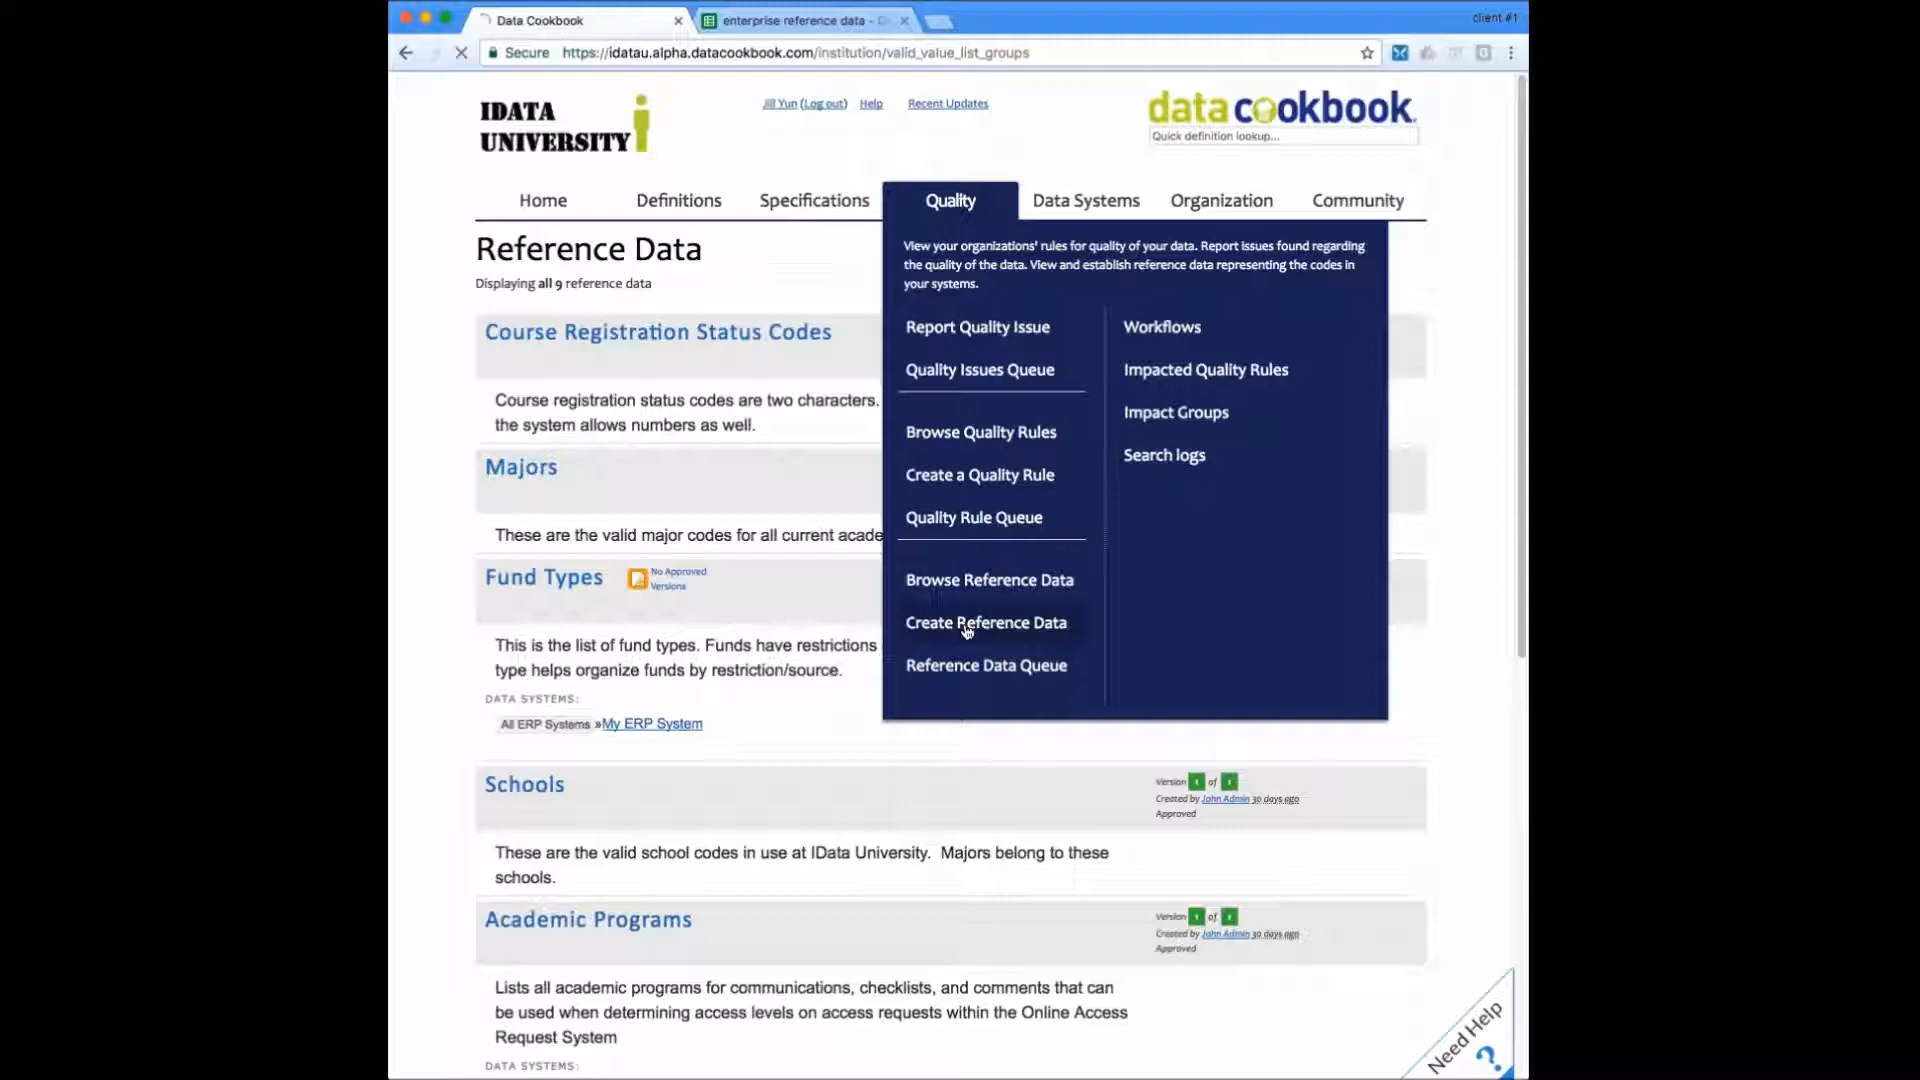 Data Cookbook
enterprise reference data -
client #1
Secure https://idatau.alpha.datacookbook.com/institution/valid_value_list_groups
IDATA
UNIVERSITY
Jill Yun (Log out) Help Recent Updates
datacookbook.
Quick definition lookup...
Home Definitions Specifications Quality Data Systems Organization Community
Reference Data
Displaying all 9 reference data
View your organizations' rules for quality of your data. Report issues found regarding
the quality of the data. View and establish reference data representing the codes in
your systems.
Report Quality Issue
Quality Issues Queue
Browse Quality Rules
Create a Quality Rule
Quality Rule Queue
Browse Reference Data
Create Reference Data
Reference Data Queue
Workflows
Impacted Quality Rules
Impact Groups
Search logs
Course Registration Status Codes
Course registration status codes are two characters.
the system allows numbers as well.
Majors
These are the valid major codes for all current acade
Fund Types
No Approved
Versions
This is the list of fund types. Funds have restrictions
type helps organize funds by restriction/source.
DATA SYSTEMS:
All ERP Systems »My ERP System
Schools
Version 1 of 1
Created by John Admin 30 days ago
Approved
These are the valid school codes in use at IData University. Majors belong to these
schools.
Academic Programs
Version 1 of 1
Created by John Admin 30 days ago
Approved
Lists all academic programs for communications, checklists, and comments that can
be used when determining access levels on access requests within the Online Access
Request System
DATA SYSTEMS:
Need Help
?